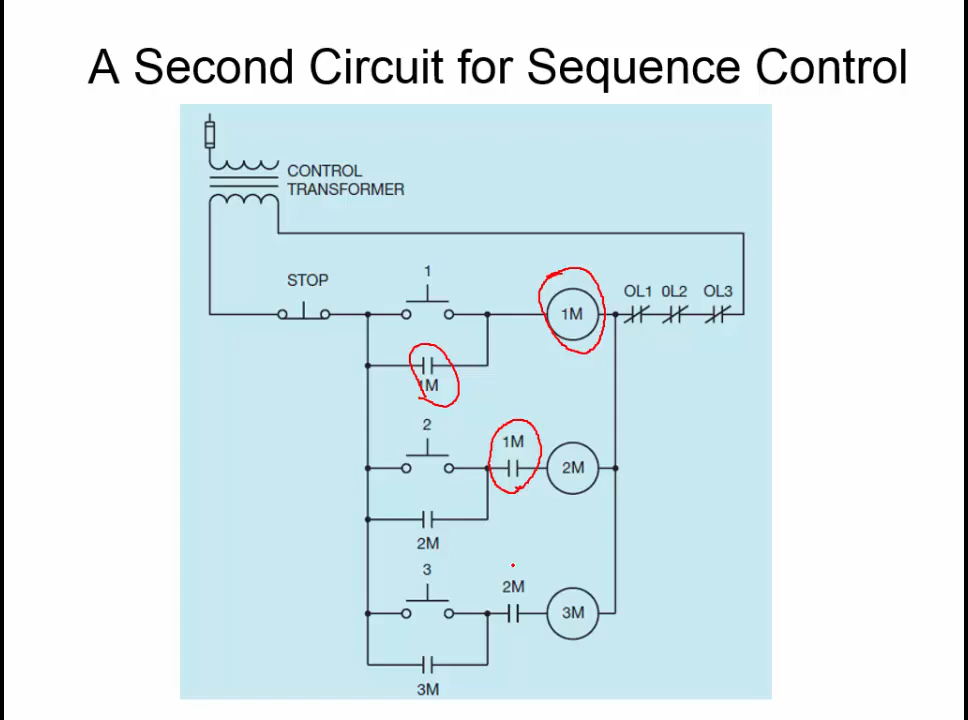 A Second Circuit for Sequence Control
CONTROL
TRANSFORMER
STOP
1
1M
OL1 0L2 OL3
1M
2
1M
2M
2M
3
2M
3M
3M